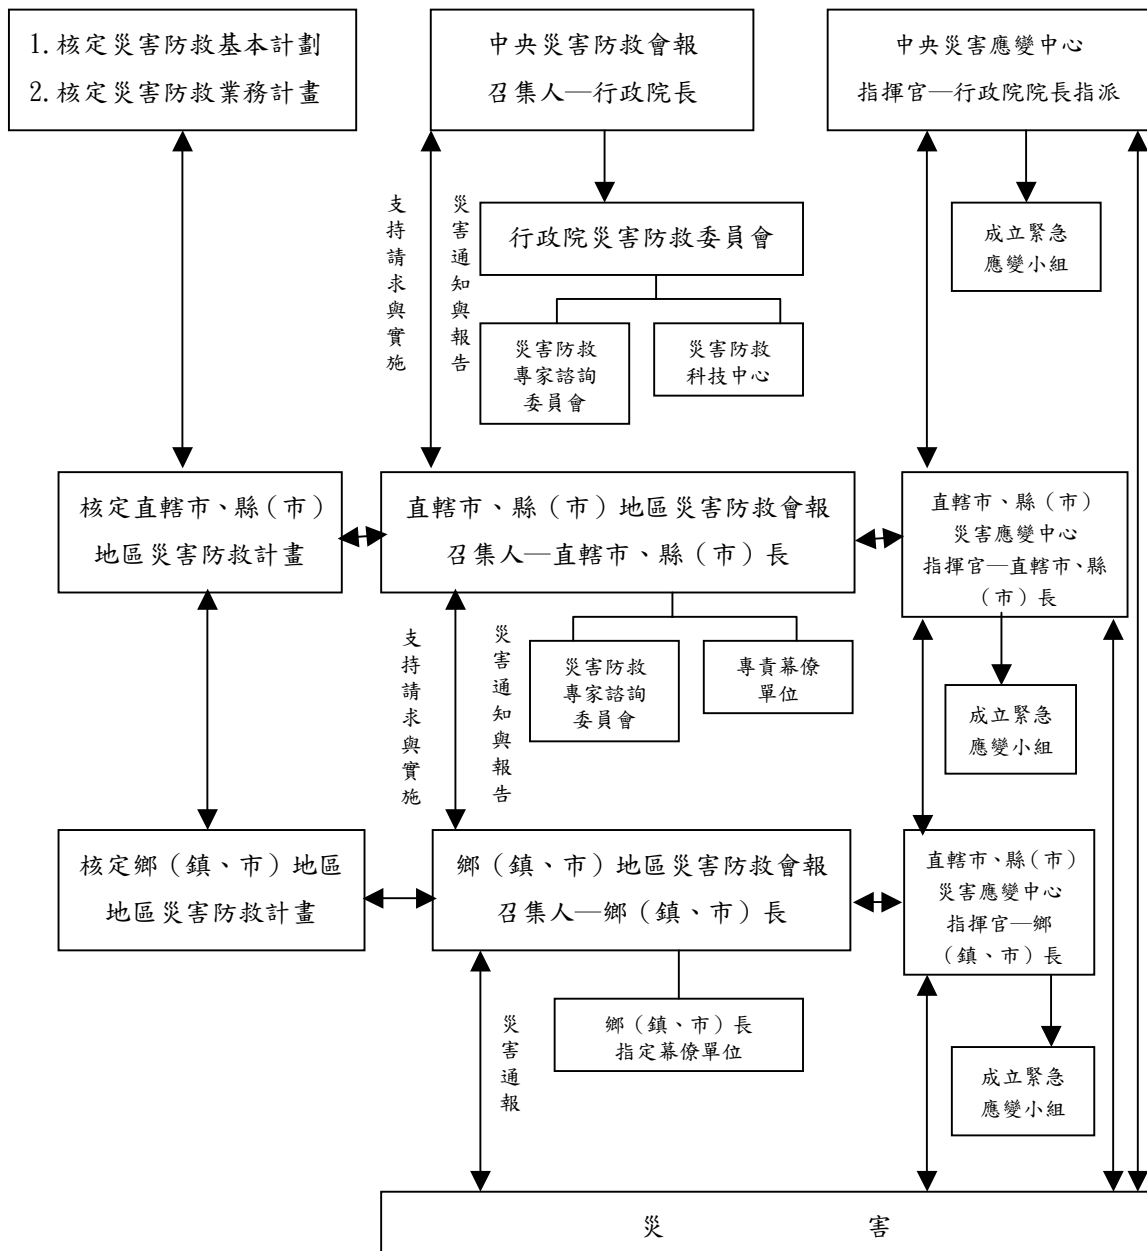 1.核定災害防救基本計劃
2.核定災害防救業務計畫
中央災害防救會報
召集人—行政院長
中央災害應變中心
指揮官—行政院院長指派
支持請求與實施
災害通知與報告
行政院災害防救委員會
成立緊急
應變小組
災害防救
專家諮詢
委員會
災害防救
科技中心
核定直轄市、縣（市）
地區災害防救計畫
直轄市、縣（市）地區災害防救會報
召集人—直轄市、縣（市）長
直轄市、縣（市）
災害應變中心
指揮官—直轄市、縣
（市）長
支持請求與實施
災害通知與報告
災害防救
專家諮詢
委員會
專責幕僚
單位
成立緊急
應變小組
核定鄉（鎮、市）地區
地區災害防救計畫
鄉（鎮、市）地區災害防救會報
召集人—鄉（鎮、市）長
直轄市、縣（市）
災害應變中心
指揮官—鄉
（鎮、市）長
災害通報
鄉（鎮、市）長
指定幕僚單位
成立緊急
應變小組
災 害